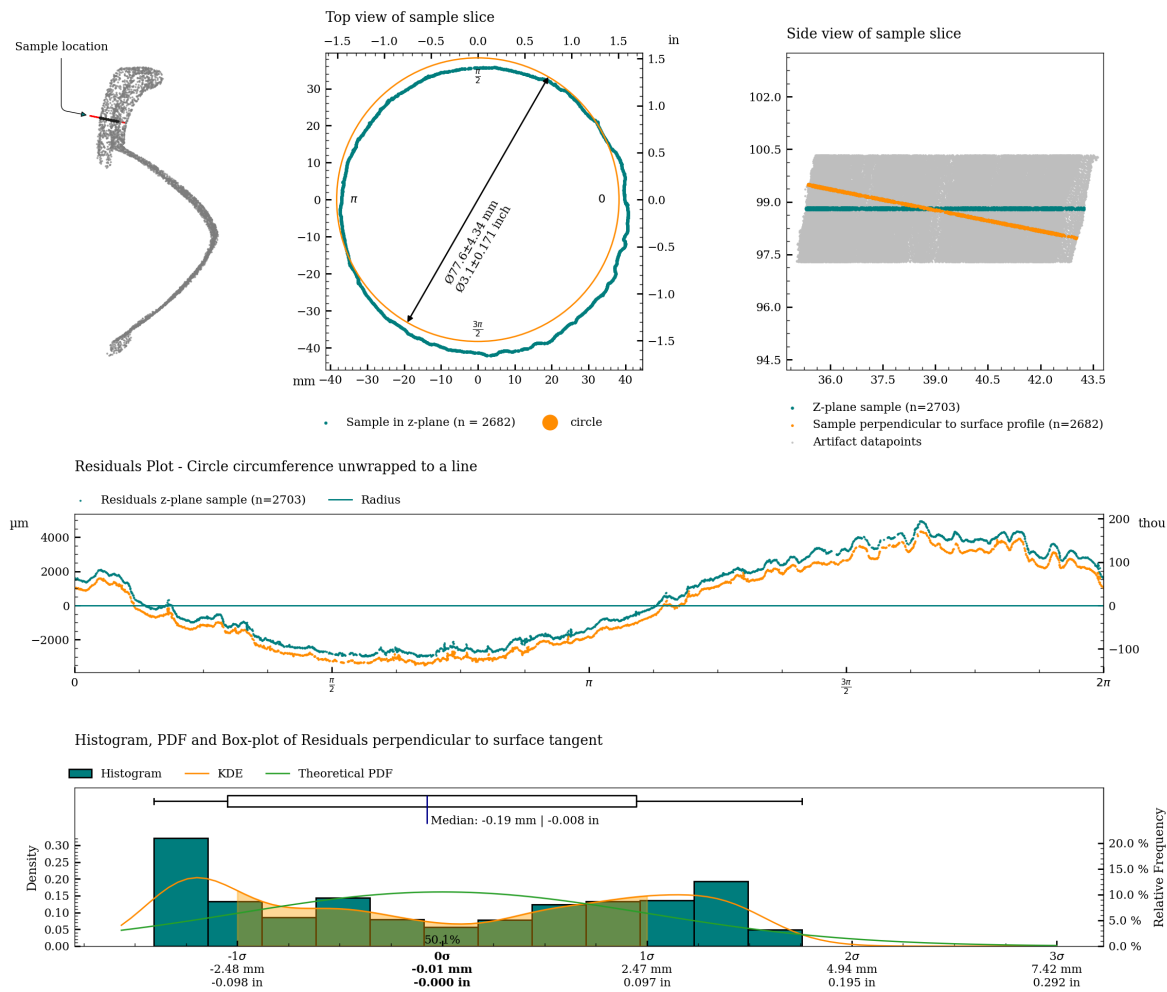 Top view of sample slice
Side view of sample slice
Sample location
−1.5 −1.0 −0.5 0.0 0.5 1.0 1.5 in
30
20
10
0
−10
−20
−30
−40
1.5
1.0
0.5
0.0
−0.5
−1.0
−1.5
π/2
π
0
3π/2
Ø77.6±4.34 mm
Ø3.1±0.171 inch
mm −40 −30 −20 −10 0 10 20 30 40
102.0
100.5
99.0
97.5
96.0
94.5
36.0 37.5 39.0 40.5 42.0 43.5
Sample in z-plane (n = 2682) circle
Z-plane sample (n=2703)
Sample perpendicular to surface profile (n=2682)
Artifact datapoints
Residuals Plot - Circle circumference unwrapped to a line
Residuals z-plane sample (n=2703) Radius
µm
4000
2000
0
−2000
200 thou
100
0
−100
0 π/2 π 3π/2 2π
Histogram, PDF and Box-plot of Residuals perpendicular to surface tangent
Histogram KDE Theoretical PDF
Median: -0.19 mm | -0.008 in
Density
0.30
0.25
0.20
0.15
0.10
0.05
0.00
Relative Frequency
20.0 %
15.0 %
10.0 %
5.0 %
0.0 %
50.1%
-1σ 0σ 1σ 2σ 3σ
-2.48 mm -0.01 mm 2.47 mm 4.94 mm 7.42 mm
-0.098 in -0.000 in 0.097 in 0.195 in 0.292 in